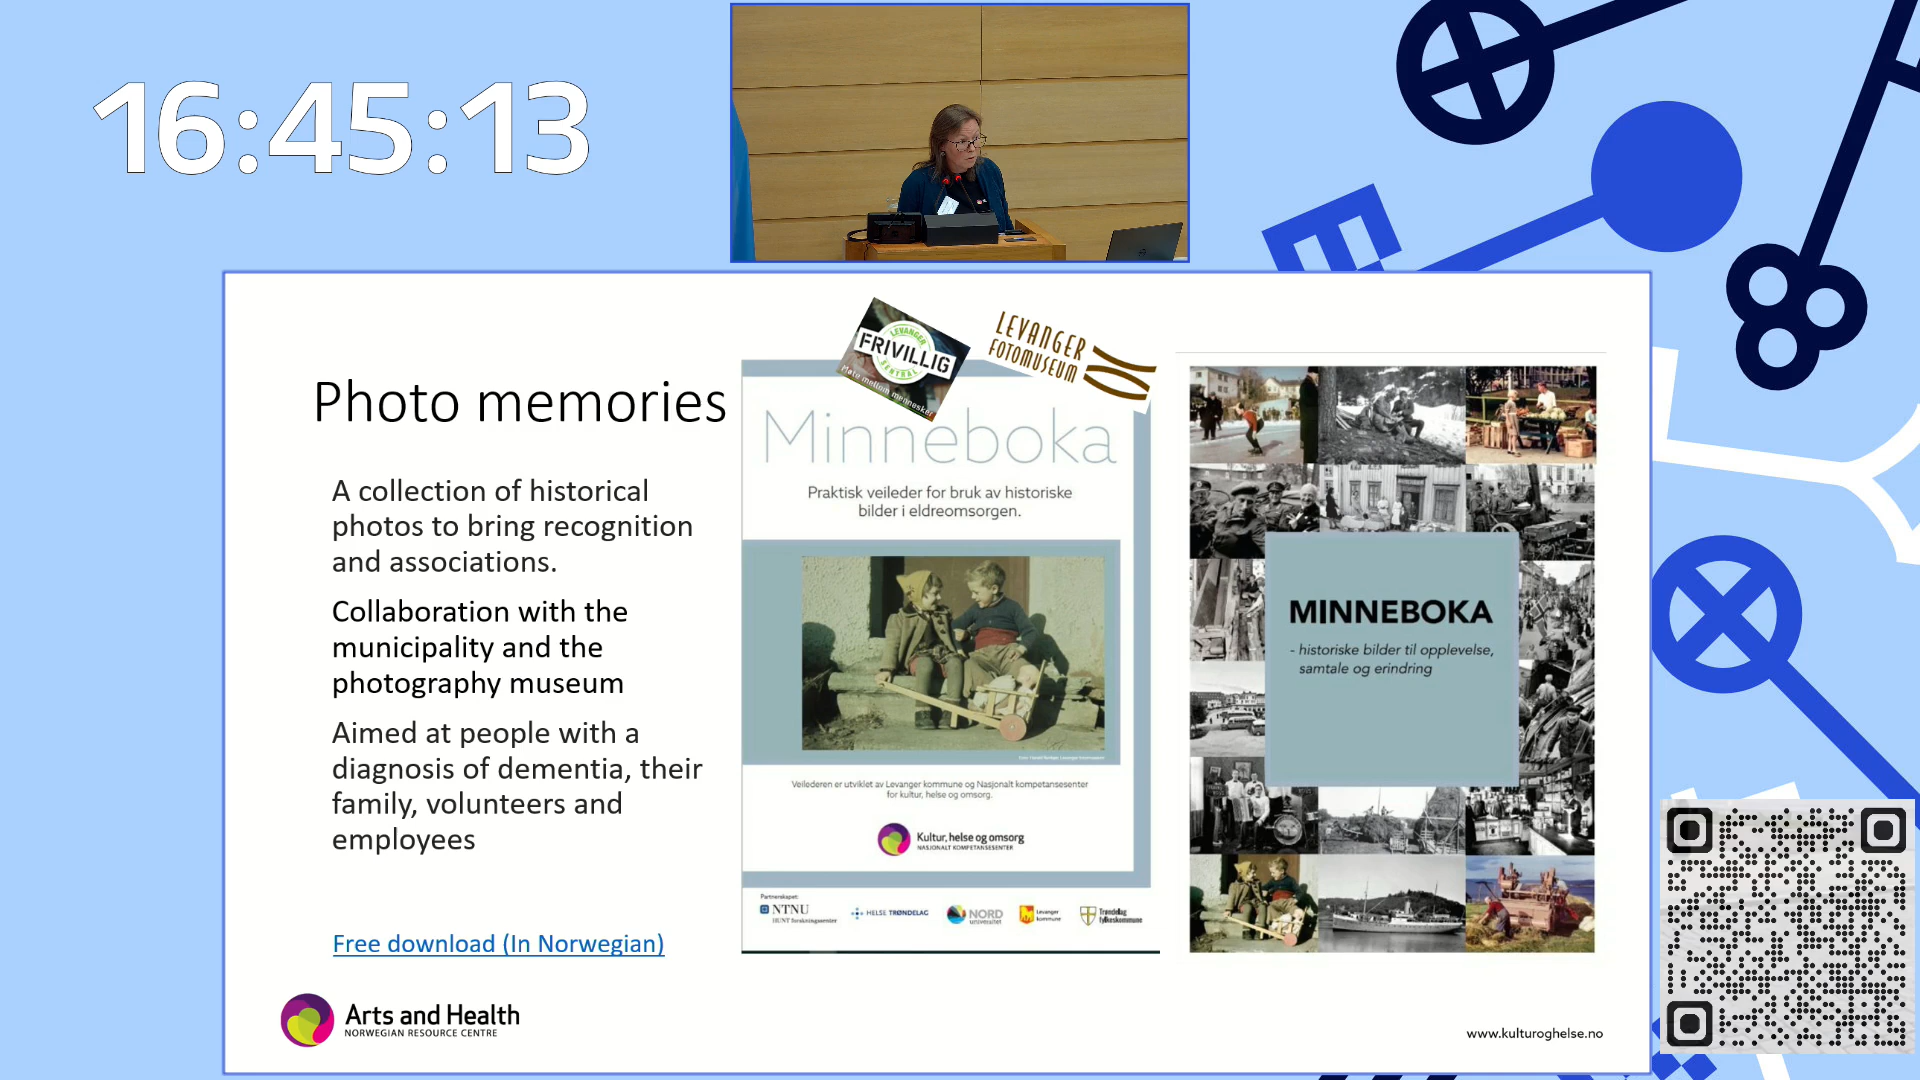 16:45:13
LEVANGER
FRIVILLIG
SENTRAL
Møte mellom mennesker
LEVANGER
FOTOMUSEUM
Photo memories
A collection of historical
photos to bring recognition
and associations.
Collaboration with the
municipality and the
photography museum
Aimed at people with a
diagnosis of dementia, their
family, volunteers and
employees
Free download (In Norwegian)
Arts and Health
NORWEGIAN RESOURCE CENTRE
Minneboka
Praktisk veileder for bruk av historiske
bilder i eldreomsorgen.
Veilederen er utviklet av Levanger kommune og Nasjonalt kompetansesenter
for kultur, helse og omsorg.
Kultur, helse og omsorg
NASJONALT KOMPETANSESENTER
Partnerskapet:
NTNU
HUNT forskningssenter
HELSE TRØNDELAG
NORD
universitet
Levanger
kommune
Trøndelag
fylkeskommune
MINNEBOKA
- historiske bilder til opplevelse,
samtale og erindring
www.kulturoghelse.no